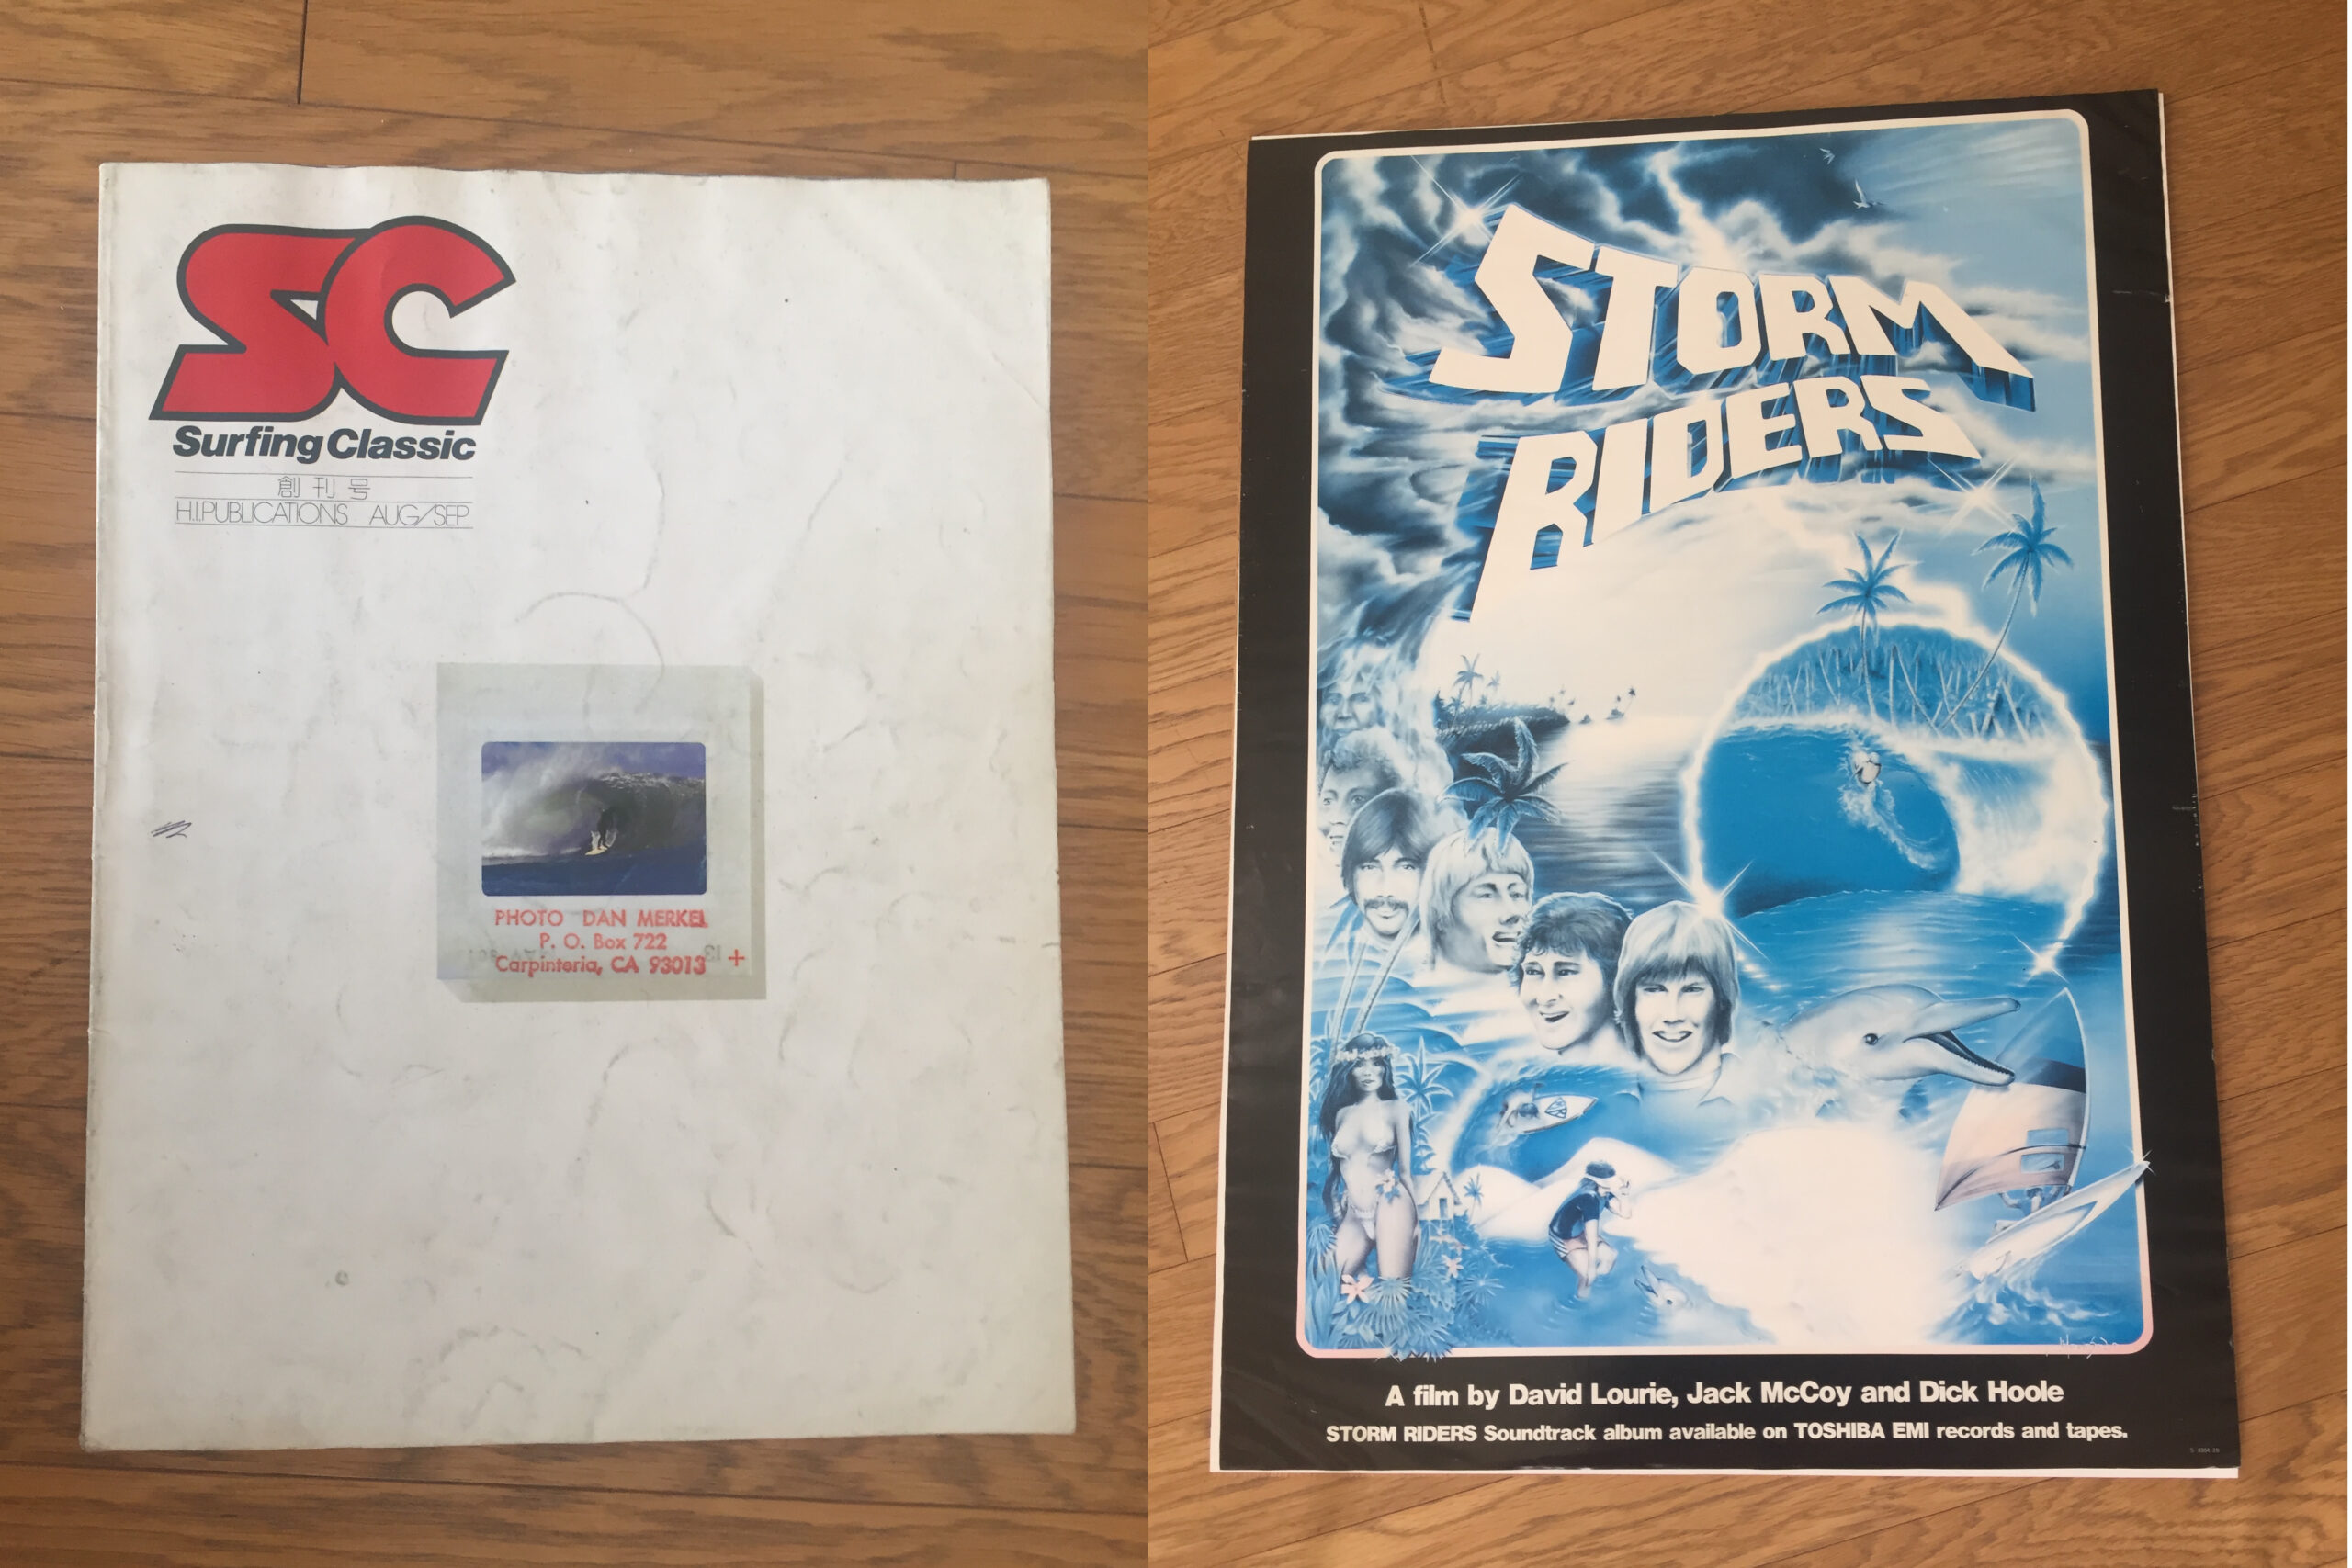 SC
Surfing Classic
創刊号
H.I.PUBLICATIONS AUG/SEP
PHOTO DAN MERKEL
P. O. Box 722
Carpinteria, CA 93013
STORM
RIDERS
A film by David Lourie, Jack McCoy and Dick Hoole
STORM RIDERS Soundtrack album available on TOSHIBA EMI records and tapes.